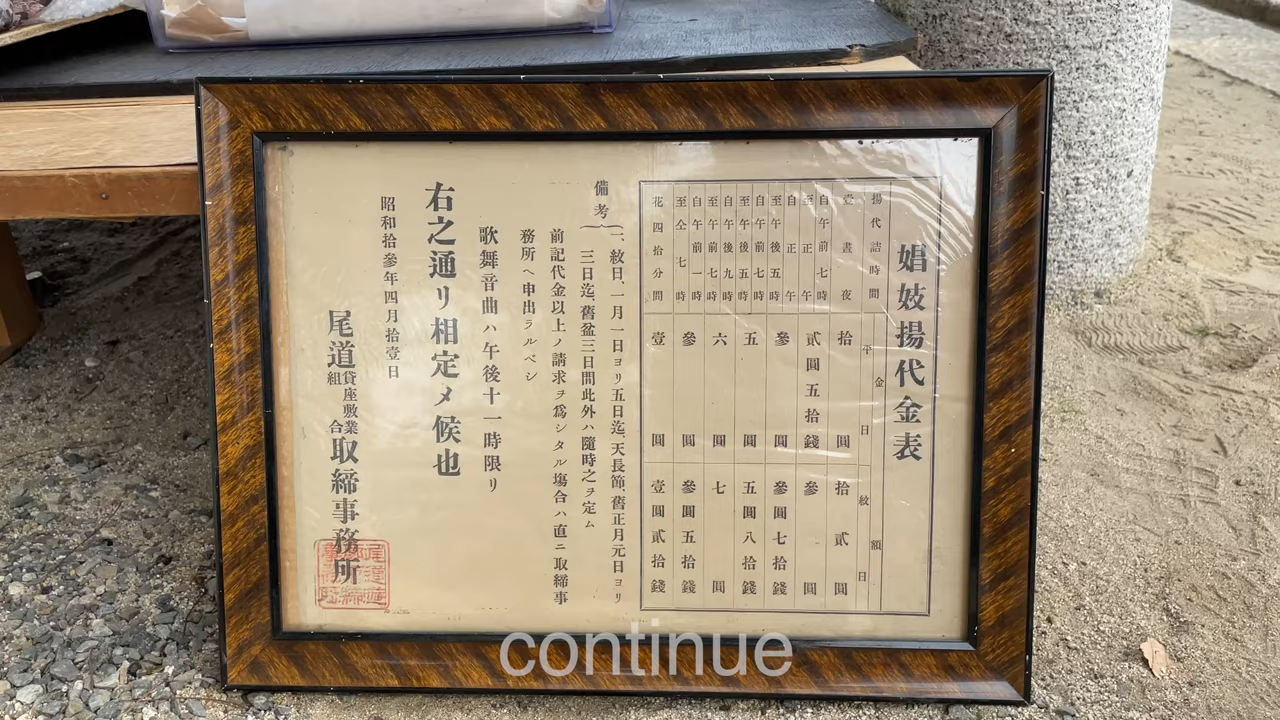 娼妓揚代金表
揚代詰時間
金額
平日
紋日
壹晝夜
拾圓
拾貳圓
自午前七時
至正午
貳圓五拾錢
參圓
自正午
至午後五時
參圓
參圓七拾錢
自午前七時
至午後五時
五圓
五圓八拾錢
自午後九時
至午前七時
六圓
七圓
自午前一時
至仝七時
參圓
參圓五拾錢
花四拾分間
壹圓
壹圓貳拾錢
備考
一、紋日、一月一日ヨリ五日迄、天長節、舊正月元日ヨリ
三日迄、舊盆三日間此外ハ隨時之ヲ定ム
前記代金以上ノ請求ヲ爲シタル塲合ハ直ニ取締事
務所ヘ申出ラルベシ
歌舞音曲ハ午後十一時限リ
右之通リ相定メ候也
昭和拾參年四月拾壹日
尾道貸座敷業組合取締事務所
continue